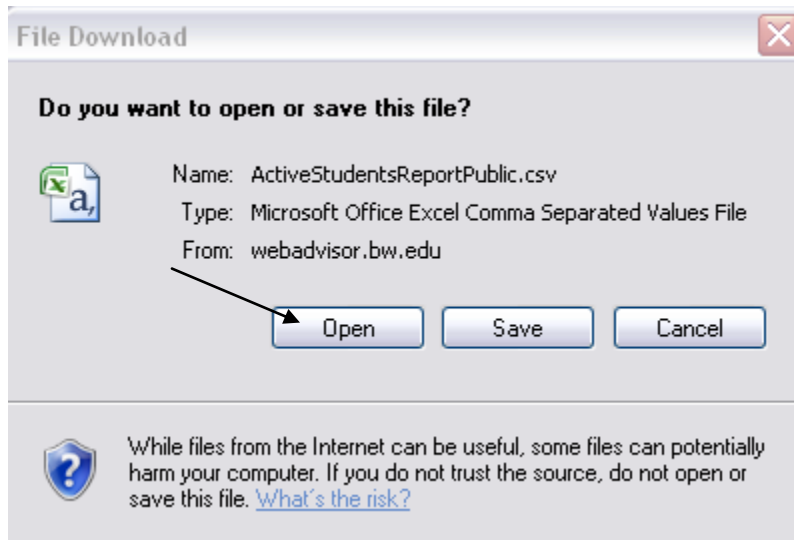 File Download
Do you want to open or save this file?
a,
Name: ActiveStudentsReportPublic.csv
Type: Microsoft Office Excel Comma Separated Values File
From: webadvisor.bw.edu
Open Save Cancel
While files from the Internet can be useful, some files can potentially
harm your computer. If you do not trust the source, do not open or
save this file. What's the risk?